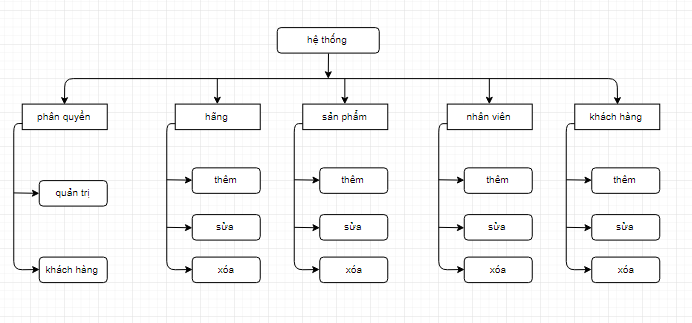 hệ thống
phân quyền
hãng
sản phẩm
nhân viên
khách hàng
thêm
thêm
thêm
thêm
quản trị
sửa
sửa
sửa
sửa
khách hàng
xóa
xóa
xóa
xóa